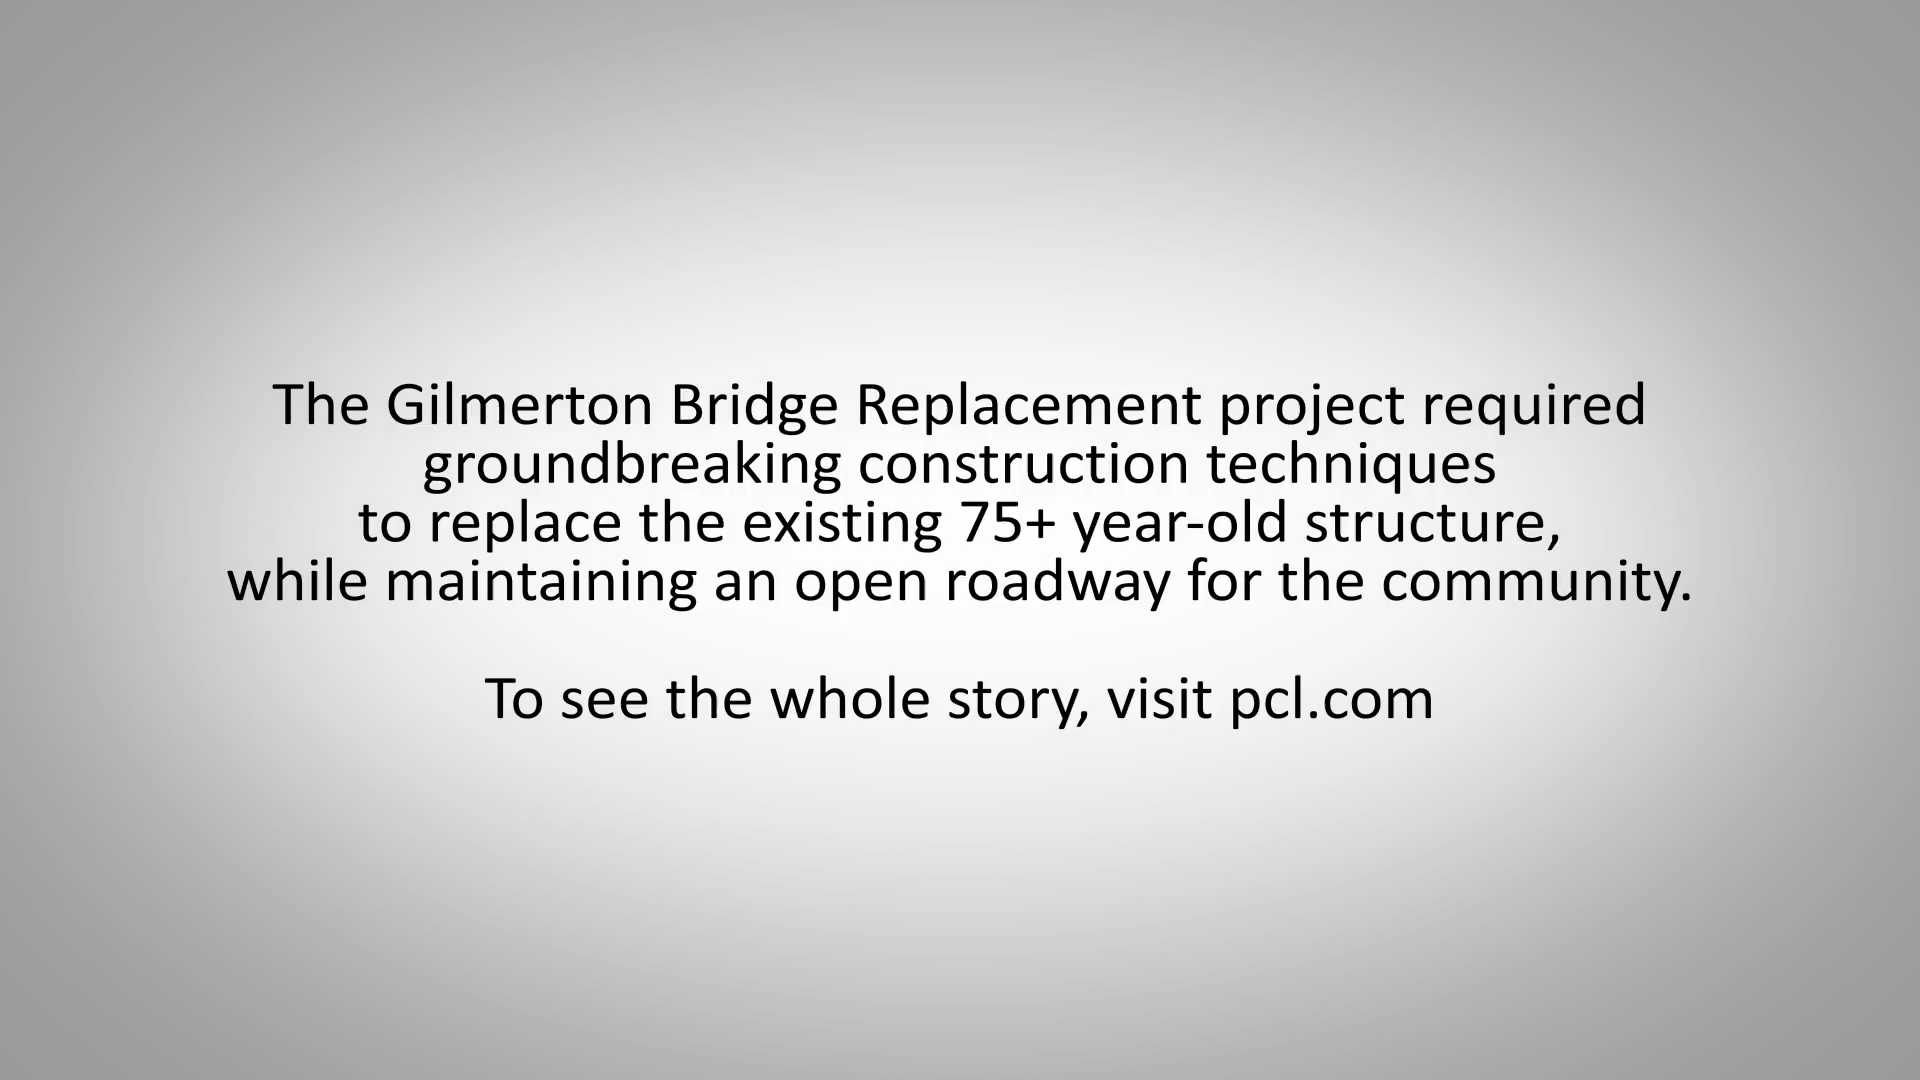 The Gilmerton Bridge Replacement project required
groundbreaking construction techniques
to replace the existing 75+ year-old structure,
while maintaining an open roadway for the community.
To see the whole story, visit pcl.com